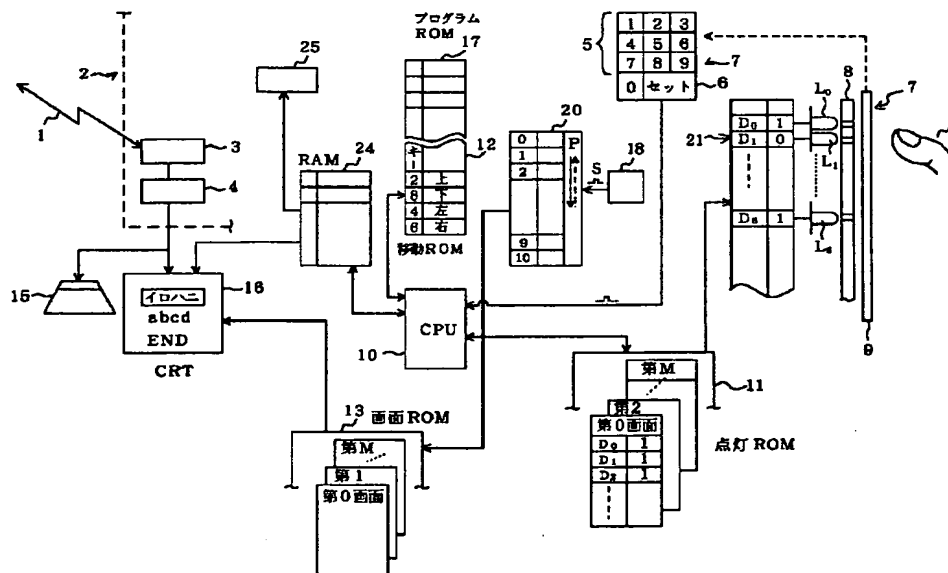 プログラム
ROM
17
1 2 3
4 5 6
7 8 9
0 セット
5
7
6
25
2
1
3
4
RAM
24
12
キー
2 上
8 下
4 左
6 右
移動ROM
20
0
1
2
9
10
P
S
18
21
D₀ 1
D₁ 0
D₈ 1
L₀
L₁
L₈
8
7
9
15
16
イロハニ
abcd
END
CRT
CPU
10
11
第M
第2
第0画面
D₀ 1
D₁ 1
D₂ 1
点灯ROM
13
画面ROM
第M
第1
第0画面